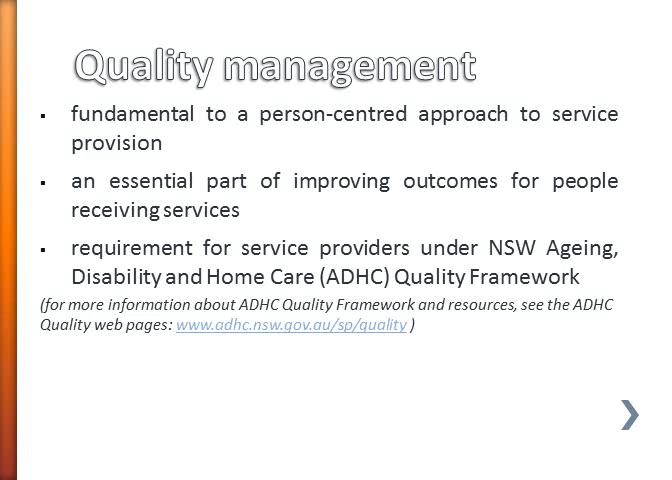 Quality management
▪ fundamental to a person-centred approach to service
provision
▪ an essential part of improving outcomes for people
receiving services
▪ requirement for service providers under NSW Ageing,
Disability and Home Care (ADHC) Quality Framework
(for more information about ADHC Quality Framework and resources, see the ADHC
Quality web pages: www.adhc.nsw.gov.au/sp/quality )